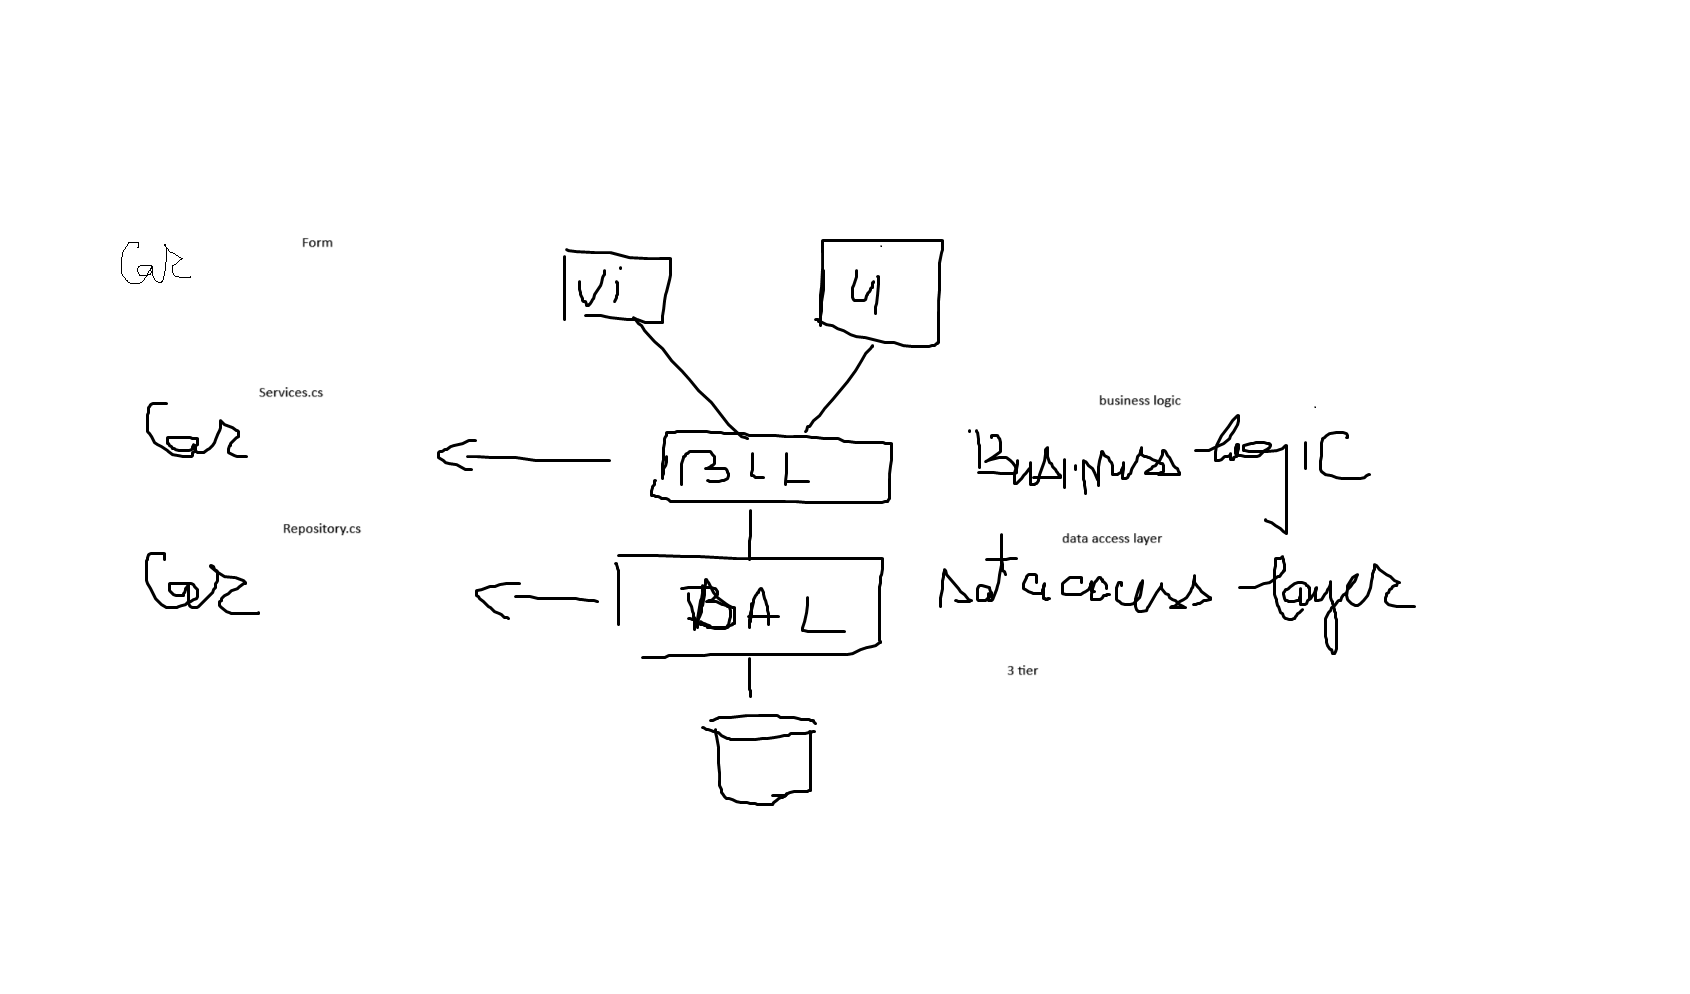 Car Form
Vi UI
Services.cs
Car
BLL
business logic
Business logic
Repository.cs
Car
DAL
data access layer
data access layer
3 tier